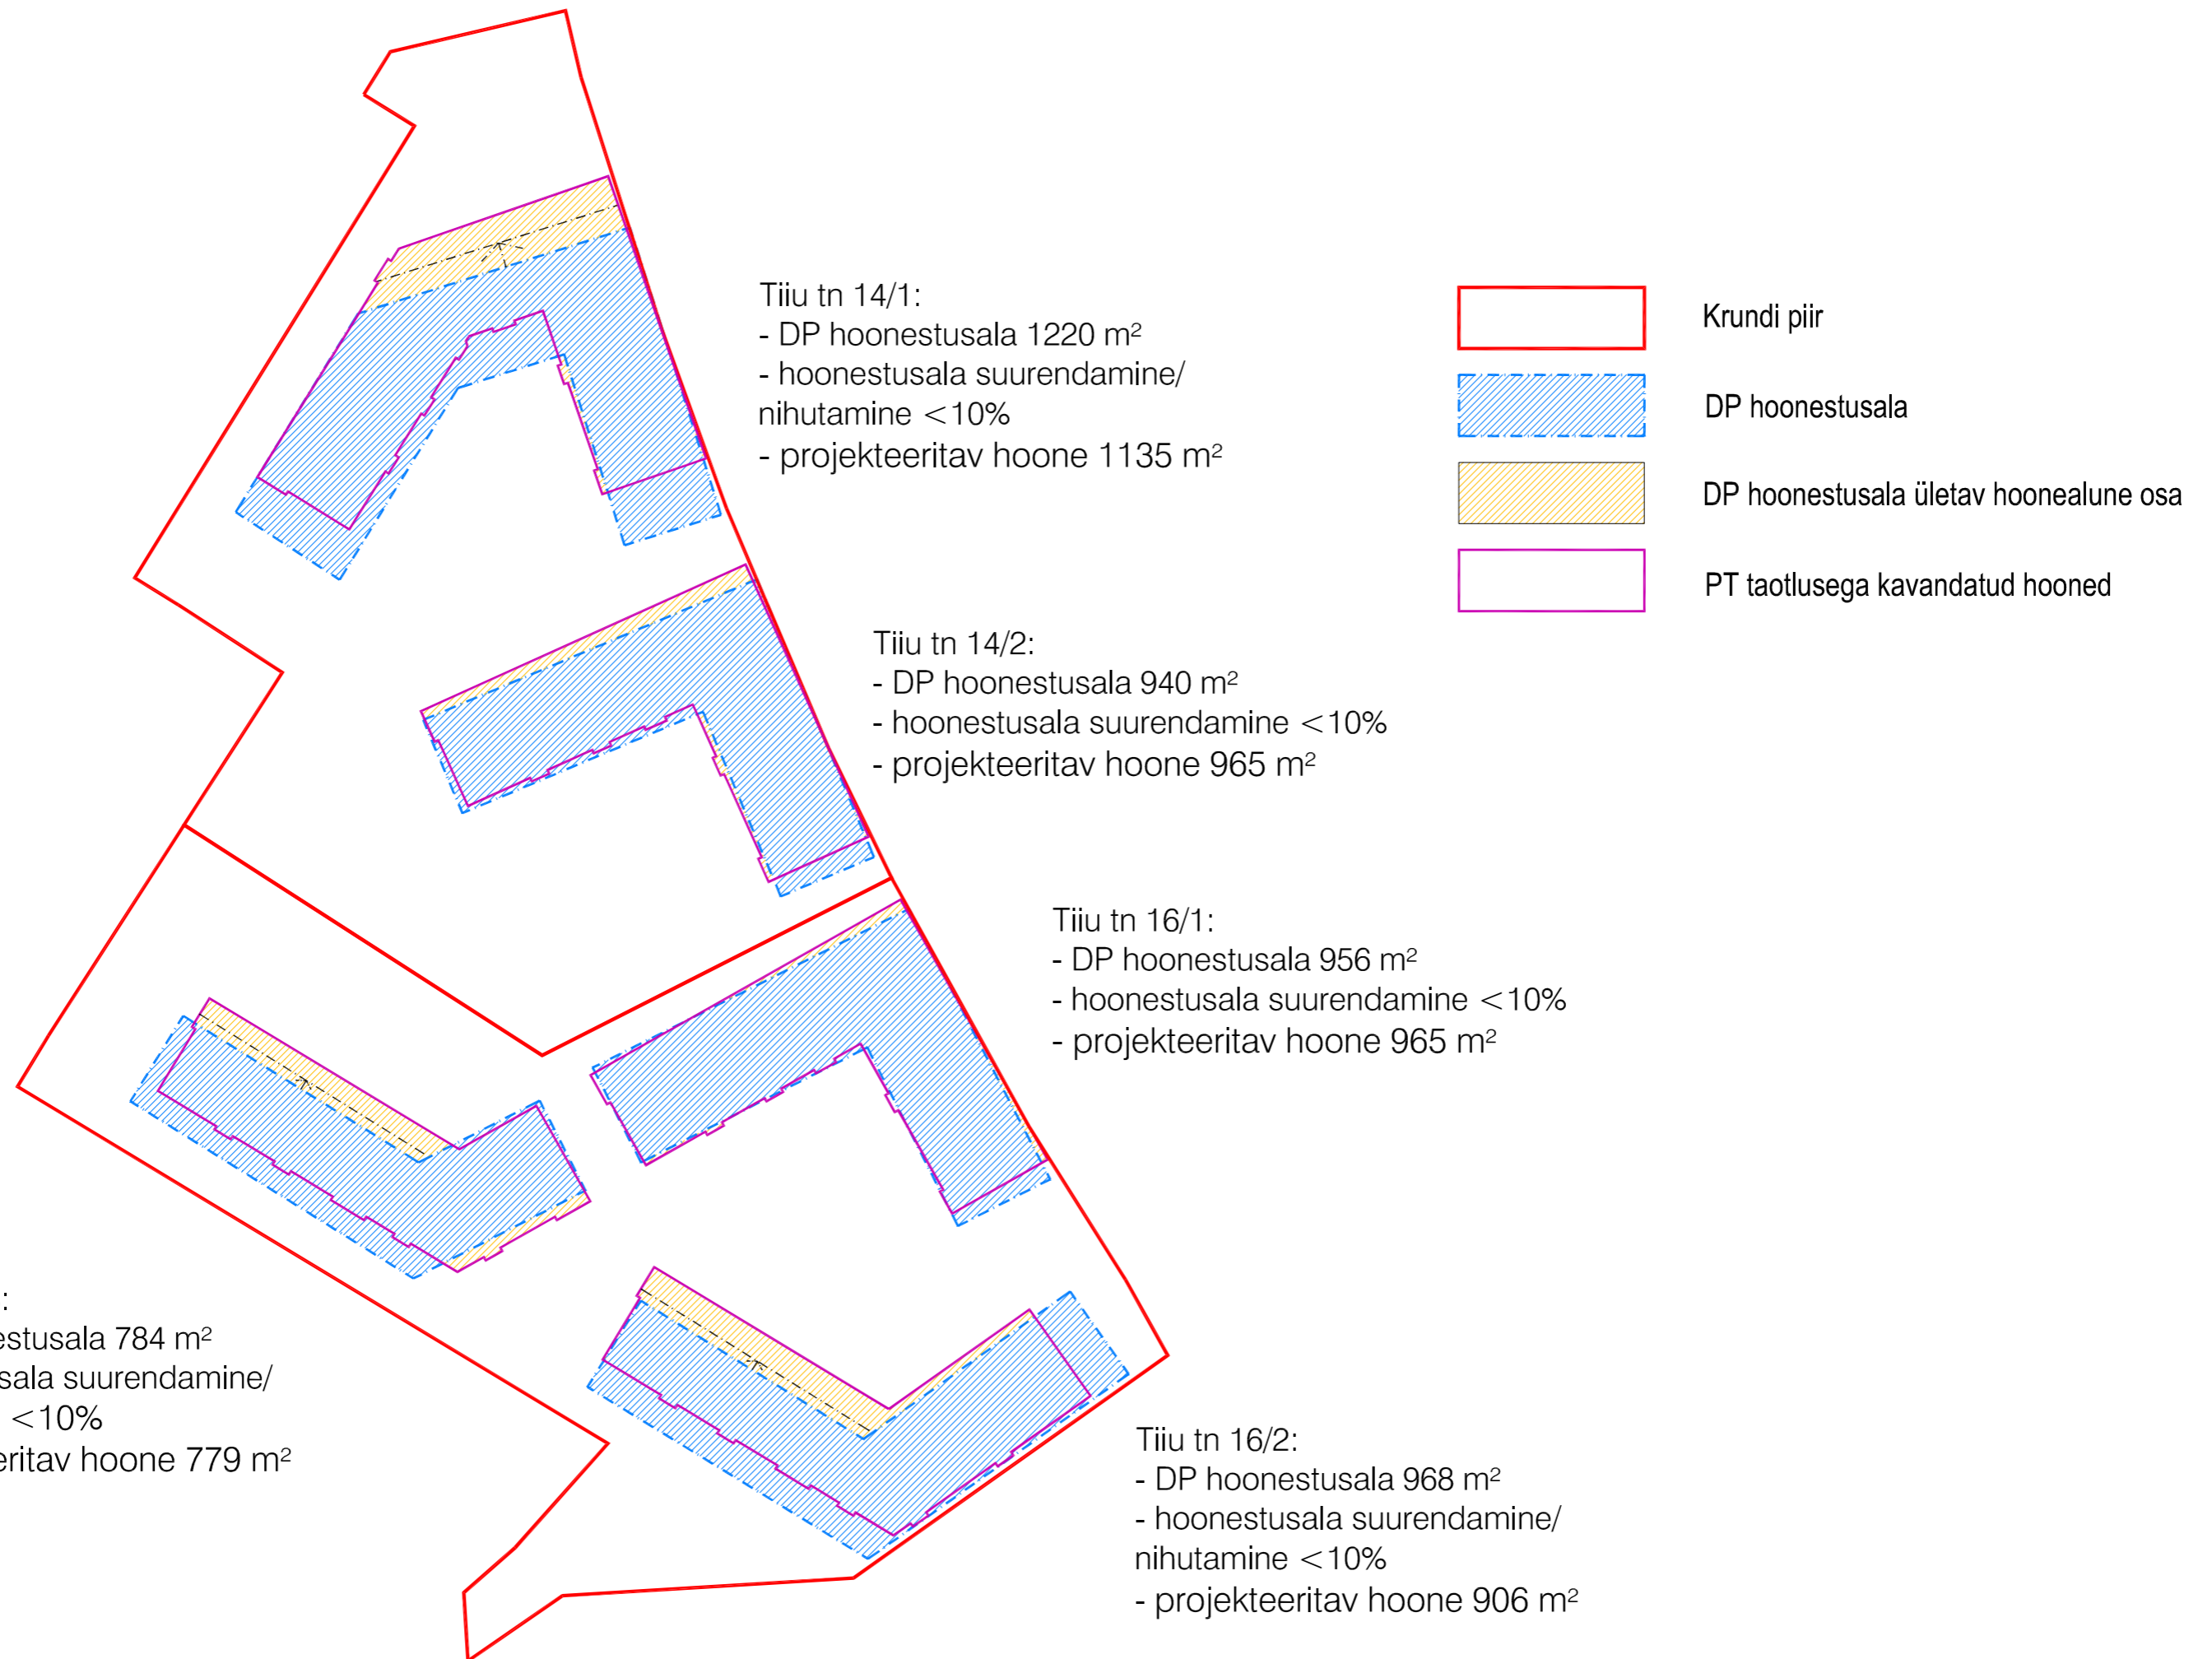 Tiiu tn 14/1:
- DP hoonestusala 1220 m²
- hoonestusala suurendamine/
nihutamine <10%
- projekteeritav hoone 1135 m²
Krundi piir
DP hoonestusala
DP hoonestusala ületav hoonealune osa
PT taotlusega kavandatud hooned
Tiiu tn 14/2:
- DP hoonestusala 940 m²
- hoonestusala suurendamine <10%
- projekteeritav hoone 965 m²
Tiiu tn 16/1:
- DP hoonestusala 956 m²
- hoonestusala suurendamine <10%
- projekteeritav hoone 965 m²
:
estusala 784 m²
sala suurendamine/
<10%
eritav hoone 779 m²
Tiiu tn 16/2:
- DP hoonestusala 968 m²
- hoonestusala suurendamine/
nihutamine <10%
- projekteeritav hoone 906 m²